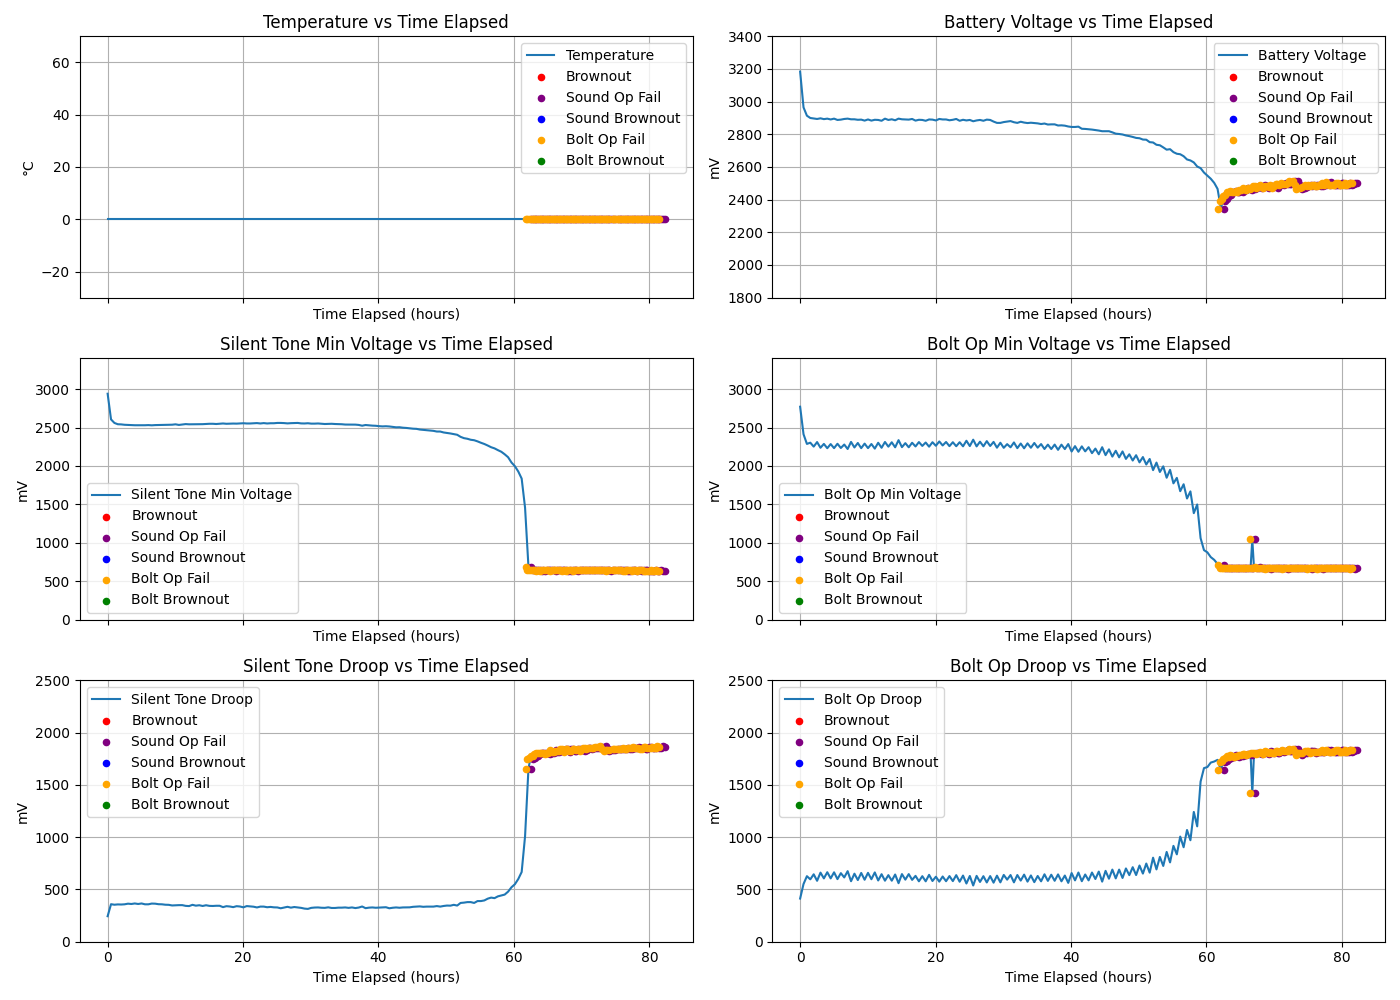 Temperature vs Time Elapsed
60
40
20
0
−20
°C
Temperature
Brownout
Sound Op Fail
Sound Brownout
Bolt Op Fail
Bolt Brownout
Time Elapsed (hours)
Battery Voltage vs Time Elapsed
3400
3200
3000
2800
2600
2400
2200
2000
1800
mV
Battery Voltage
Brownout
Sound Op Fail
Sound Brownout
Bolt Op Fail
Bolt Brownout
Time Elapsed (hours)
Silent Tone Min Voltage vs Time Elapsed
3000
2500
2000
1500
1000
500
0
mV
Silent Tone Min Voltage
Brownout
Sound Op Fail
Sound Brownout
Bolt Op Fail
Bolt Brownout
Time Elapsed (hours)
Bolt Op Min Voltage vs Time Elapsed
3000
2500
2000
1500
1000
500
0
mV
Bolt Op Min Voltage
Brownout
Sound Op Fail
Sound Brownout
Bolt Op Fail
Bolt Brownout
Time Elapsed (hours)
Silent Tone Droop vs Time Elapsed
2500
2000
1500
1000
500
0
mV
Silent Tone Droop
Brownout
Sound Op Fail
Sound Brownout
Bolt Op Fail
Bolt Brownout
0 20 40 60 80
Time Elapsed (hours)
Bolt Op Droop vs Time Elapsed
2500
2000
1500
1000
500
0
mV
Bolt Op Droop
Brownout
Sound Op Fail
Sound Brownout
Bolt Op Fail
Bolt Brownout
0 20 40 60 80
Time Elapsed (hours)